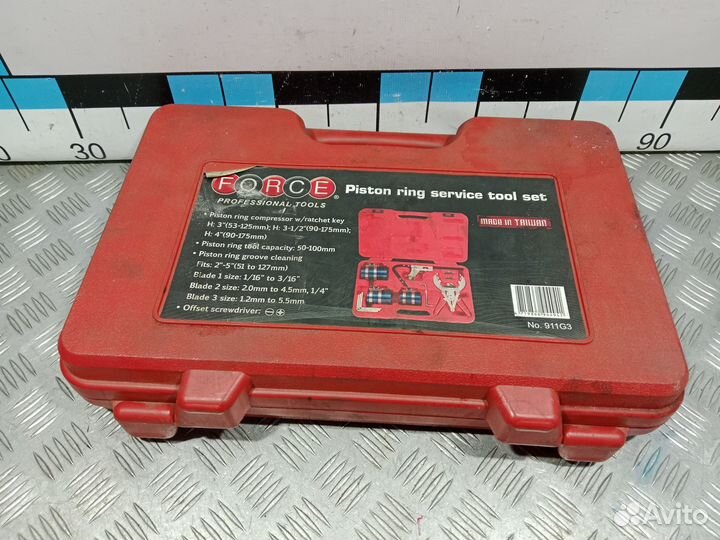 30
90
FORCE®
PROFESSIONAL TOOLS
Piston ring service tool set
MADE IN TAIWAN
• Piston ring compressor w/ratchet key
H: 3"(53-125mm); H: 3-1/2"(90-175mm);
H: 4"(90-175mm)
• Piston ring tool capacity: 50-100mm
• Piston ring groove cleaning
Fits: 2"-5"(51 to 127mm)
Blade 1 size: 1/16" to 3/16"
Blade 2 size: 2.0mm to 4.5mm, 1/4"
Blade 3 size: 1.2mm to 5.5mm
• Offset screwdriver:
No. 911G3
Avito